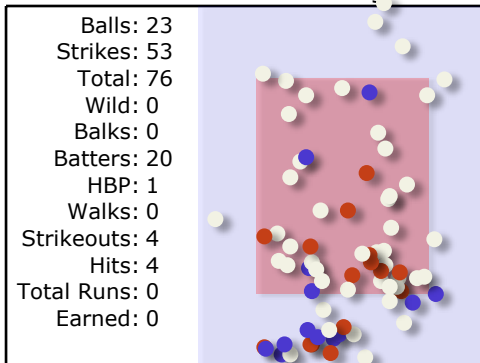 Balls: 23
Strikes: 53
Total: 76
Wild: 0
Balks: 0
Batters: 20
HBP: 1
Walks: 0
Strikeouts: 4
Hits: 4
Total Runs: 0
Earned: 0